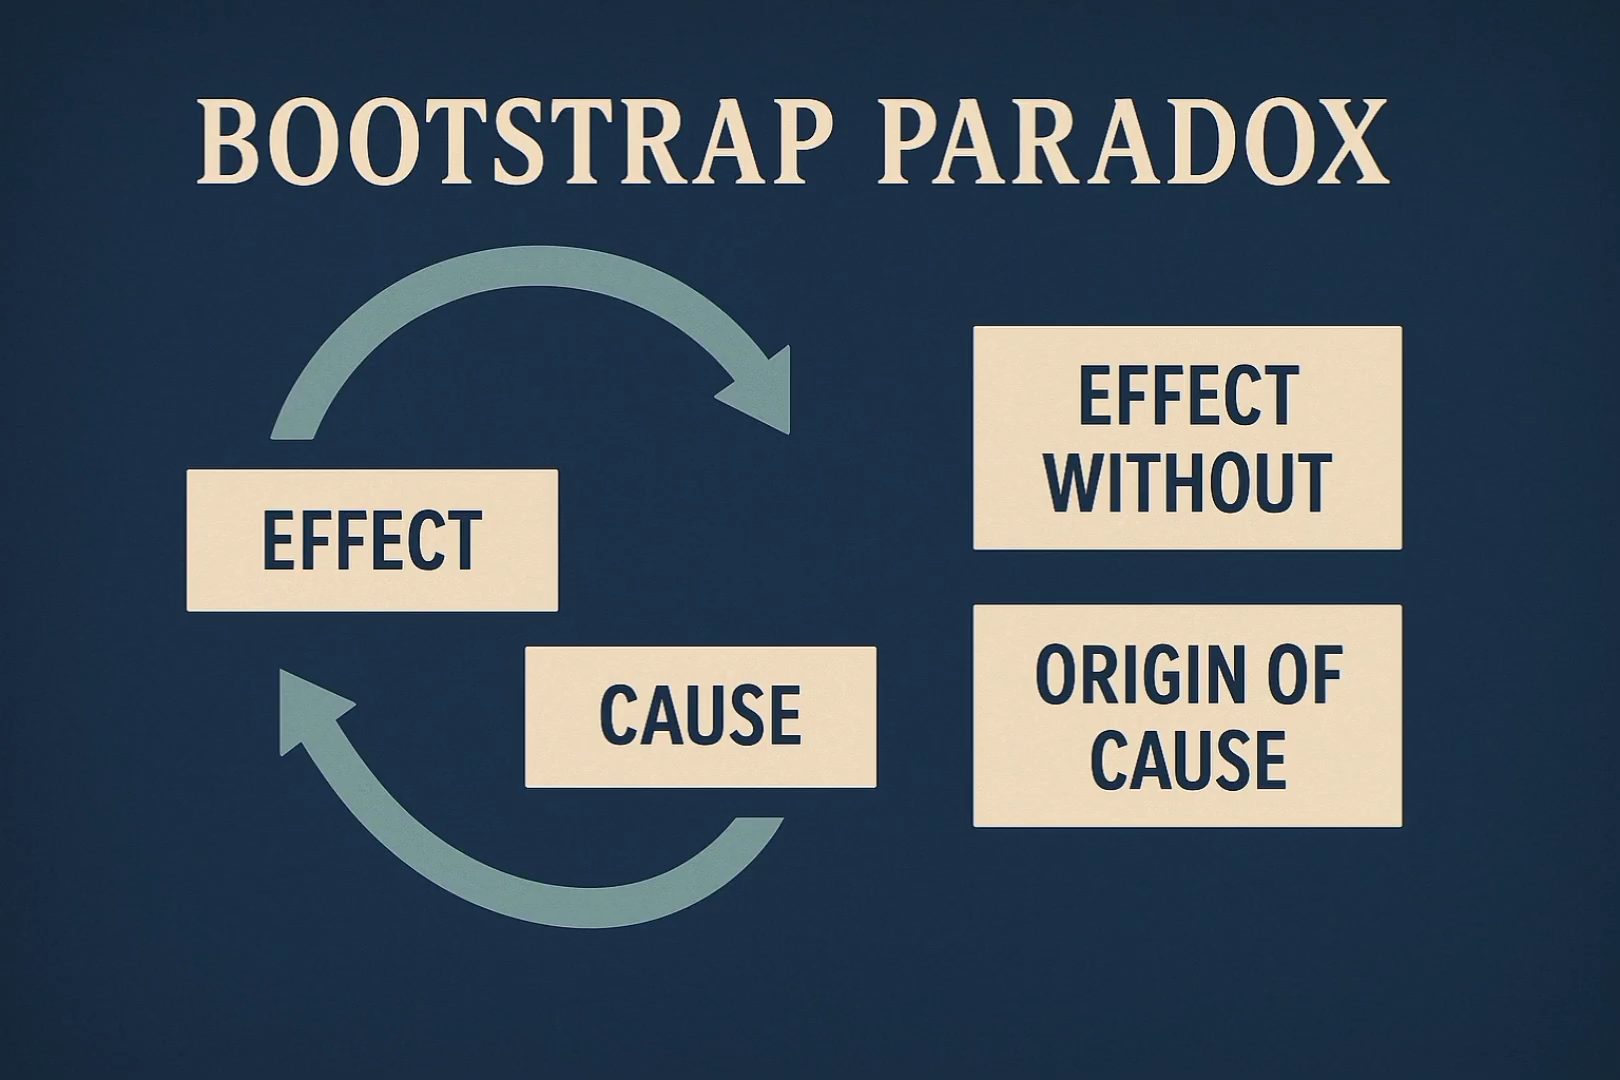 BOOTSTRAP PARADOX
EFFECT
CAUSE
EFFECT
WITHOUT
ORIGIN OF
CAUSE